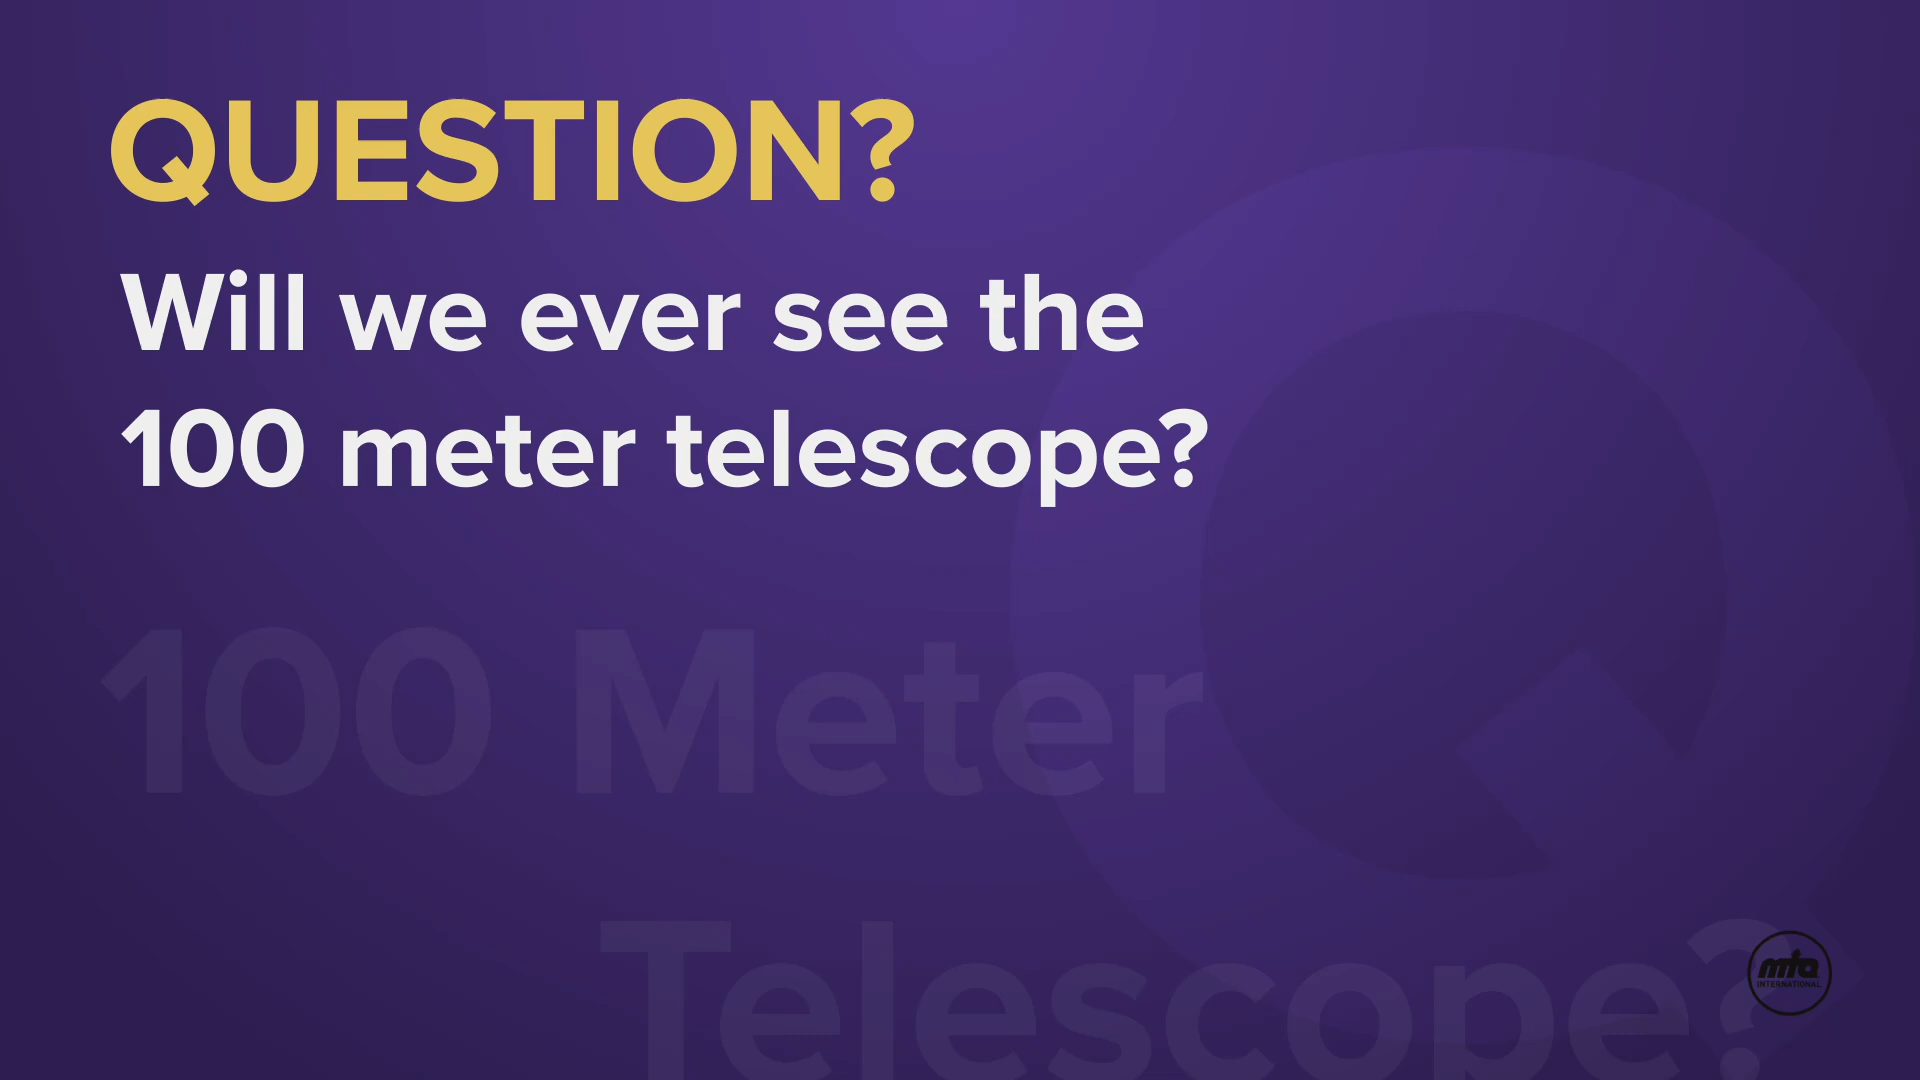 QUESTION?
Will we ever see the
100 meter telescope?
100 Meter
Telescope?
mta
INTERNATIONAL